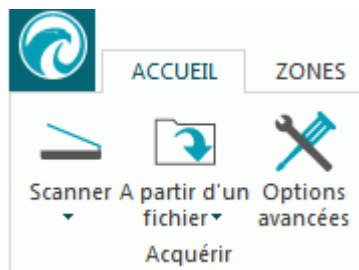 ACCUEIL ZONES
Scanner A partir d'un Options
fichier avancées
Acquérir